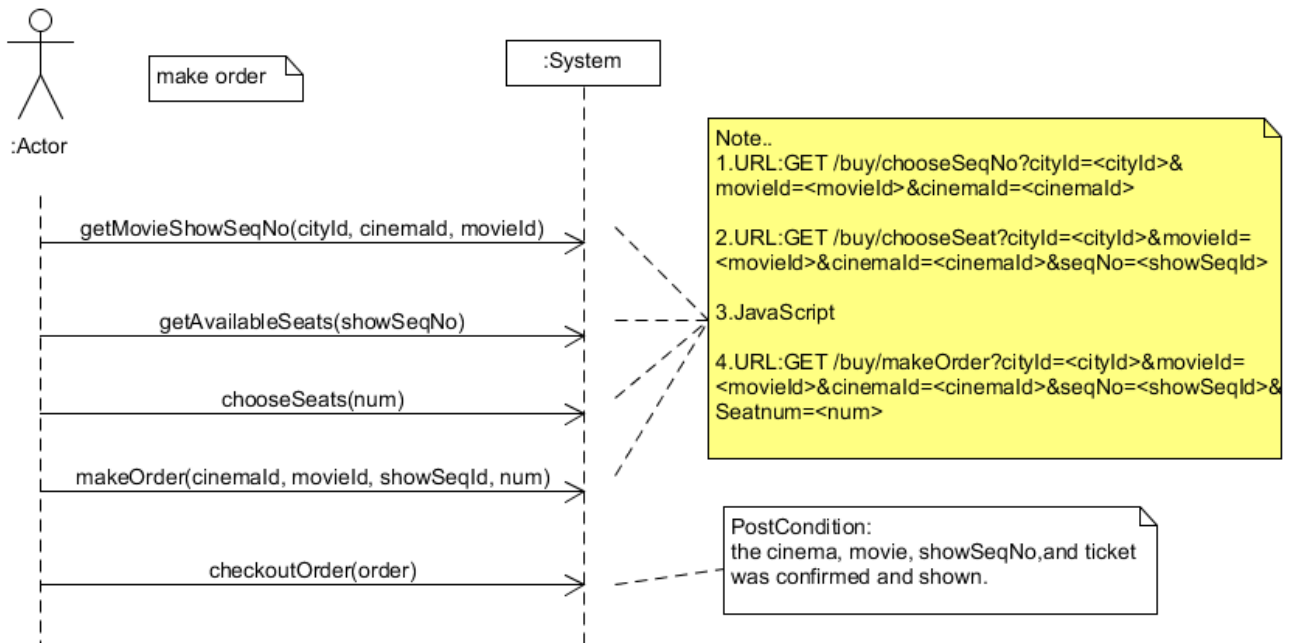 make order
:System
:Actor
Note..
1.URL:GET /buy/chooseSeqNo?cityId=<cityId>&
movieId=<movieId>&cinemaId=<cinemaId>
2.URL:GET /buy/chooseSeat?cityId=<cityId>&movieId=
<movieId>&cinemaId=<cinemaId>&seqNo=<showSeqId>
3.JavaScript
4.URL:GET /buy/makeOrder?cityId=<cityId>&movieId=
<movieId>&cinemaId=<cinemaId>&seqNo=<showSeqId>&
Seatnum=<num>
getMovieShowSeqNo(cityId, cinemaId, movieId)
getAvailableSeats(showSeqNo)
chooseSeats(num)
makeOrder(cinemaId, movieId, showSeqId, num)
checkoutOrder(order)
PostCondition:
the cinema, movie, showSeqNo,and ticket
was confirmed and shown.